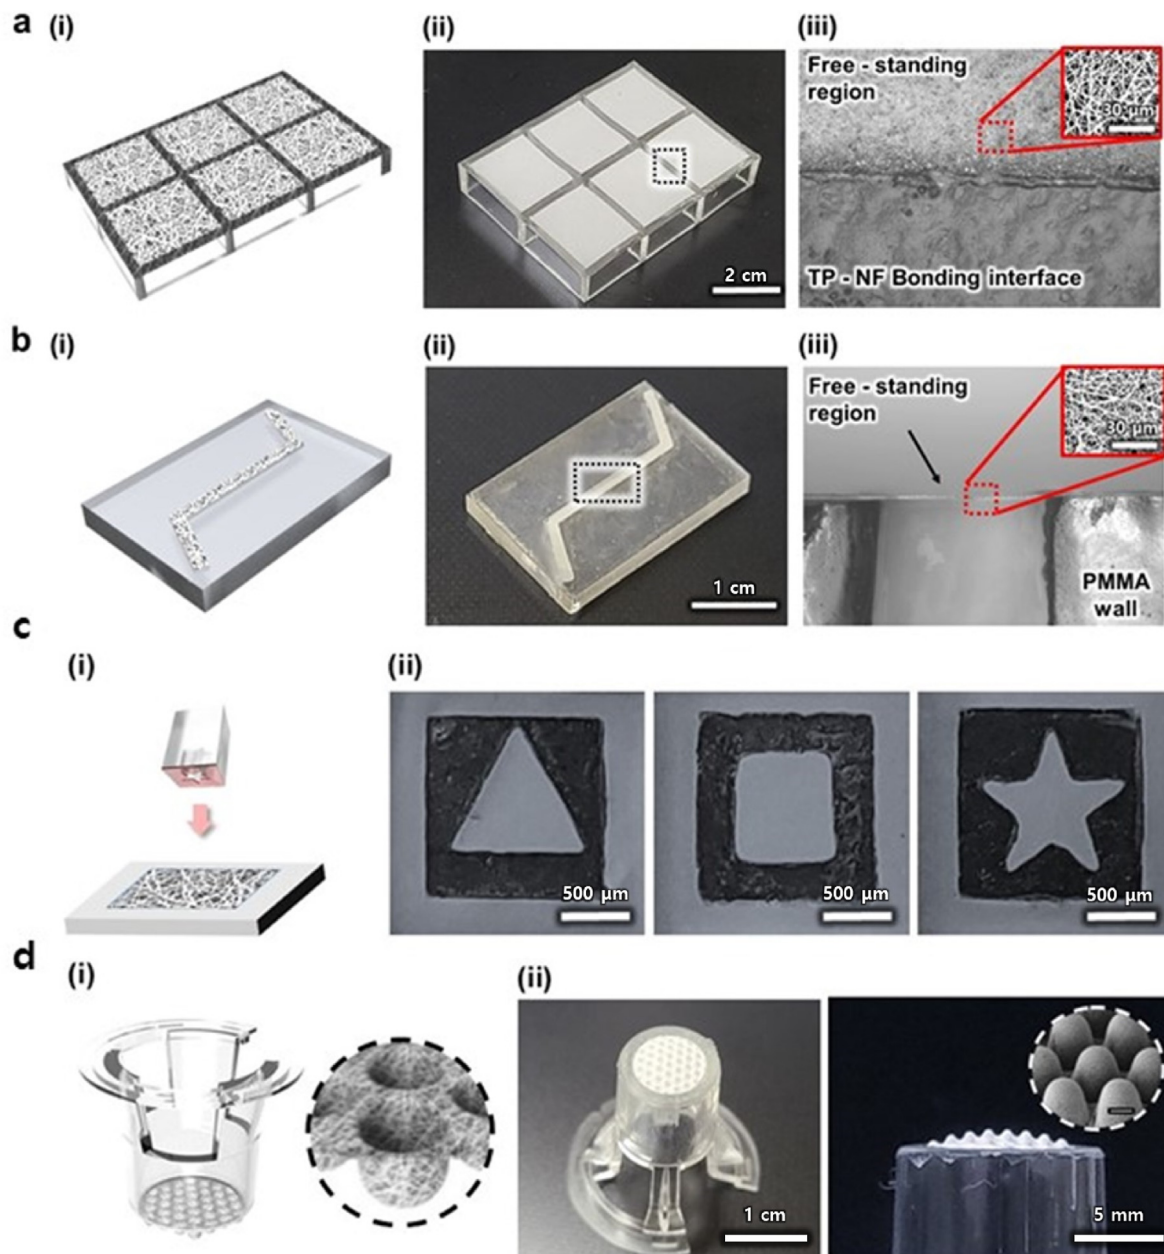 a (i) (ii) (iii)
Free - standing
region
30 μm
2 cm
TP - NF Bonding interface
b (i) (ii) (iii)
Free - standing
region
30 μm
1 cm
PMMA
wall
c
(i) (ii)
500 μm 500 μm 500 μm
d (i) (ii)
1 cm 5 mm